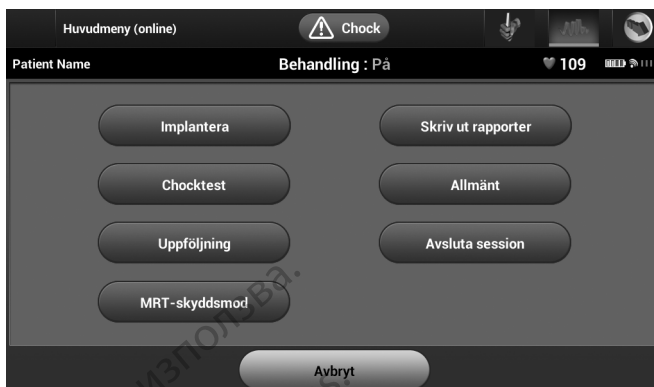 Huvudmeny (online) Chock
Patient Name Behandling : På 109
Implantera Skriv ut rapporter
Chocktest Allmänt
Uppföljning Avsluta session
MRT-skyddsmod
Avbryt
използва.